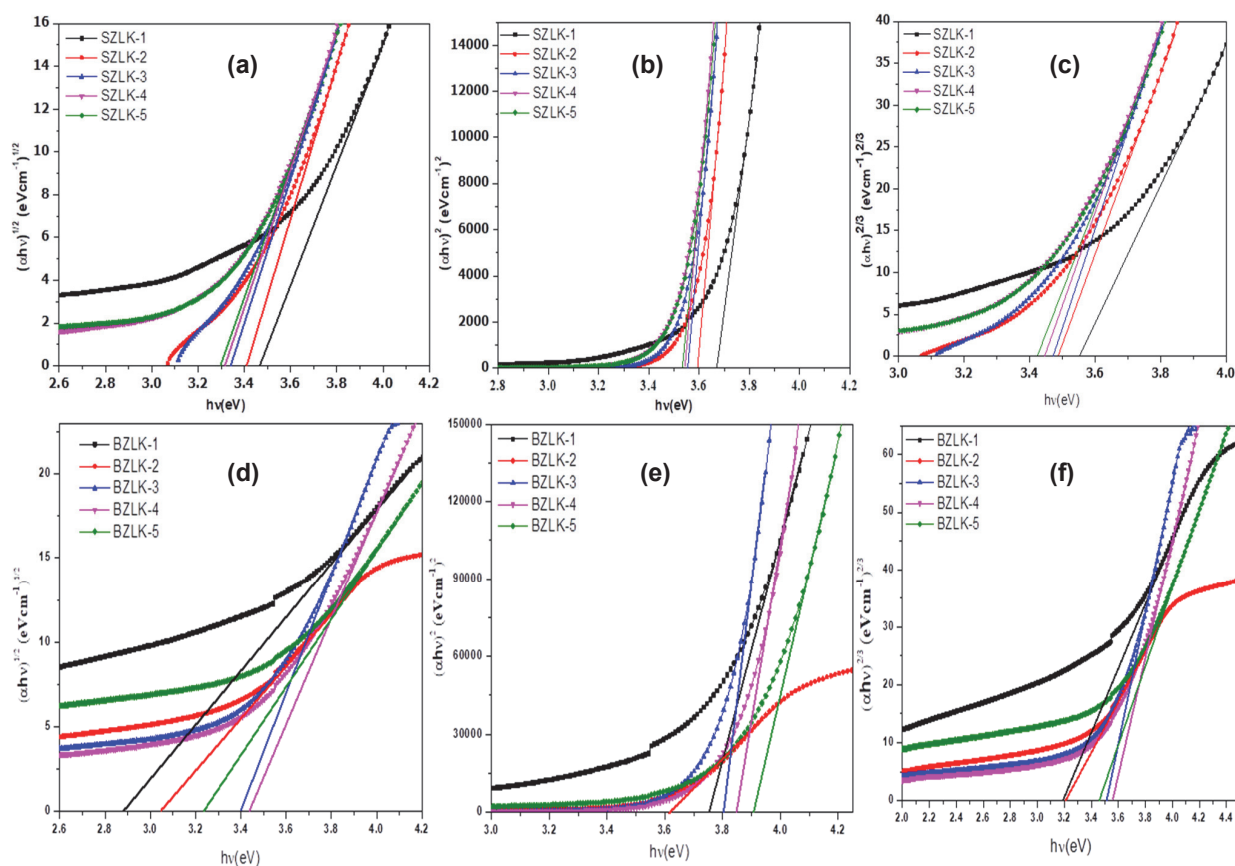 SZLK-1
SZLK-2
SZLK-3
SZLK-4
SZLK-5
(a)
(αhν)1/2 (eVcm-1)1/2
16
14
12
10
8
6
4
2
0
2.6 3.0 3.4 3.8 4.2
hν(eV)
SZLK-1
SZLK-2
SZLK-3
SZLK-4
SZLK-5
(b)
(αhν)2 (eVcm-1)2
14000
12000
10000
8000
6000
4000
2000
0
2.8 3.0 3.2 3.4 3.6 3.8 4.0 4.2
hν(eV)
SZLK-1
SZLK-2
SZLK-3
SZLK-4
SZLK-5
(c)
(αhν)2/3 (eVcm-1)2/3
40
35
30
25
20
15
10
5
0
3.0 3.2 3.4 3.6 3.8 4.0
hν(eV)
BZLK-1
BZLK-2
BZLK-3
BZLK-4
BZLK-5
(d)
(αhν)1/2 (eVcm-1)1/2
20
15
10
5
0
2.6 2.8 3.0 3.2 3.4 3.6 3.8 4.0 4.2
hν(eV)
BZLK-1
BZLK-2
BZLK-3
BZLK-4
BZLK-5
(e)
(αhν)2 (eVcm-1)2
150000
120000
90000
60000
30000
0
3.0 3.2 3.4 3.6 3.8 4.0 4.2
hν(eV)
BZLK-1
BZLK-2
BZLK-3
BZLK-4
BZLK-5
(f)
(αhν)2/3 (eVcm-1)2/3
60
50
40
30
20
10
0
2.0 2.2 2.4 2.6 2.8 3.0 3.2 3.4 3.6 3.8 4.0 4.2 4.4
hν(eV)